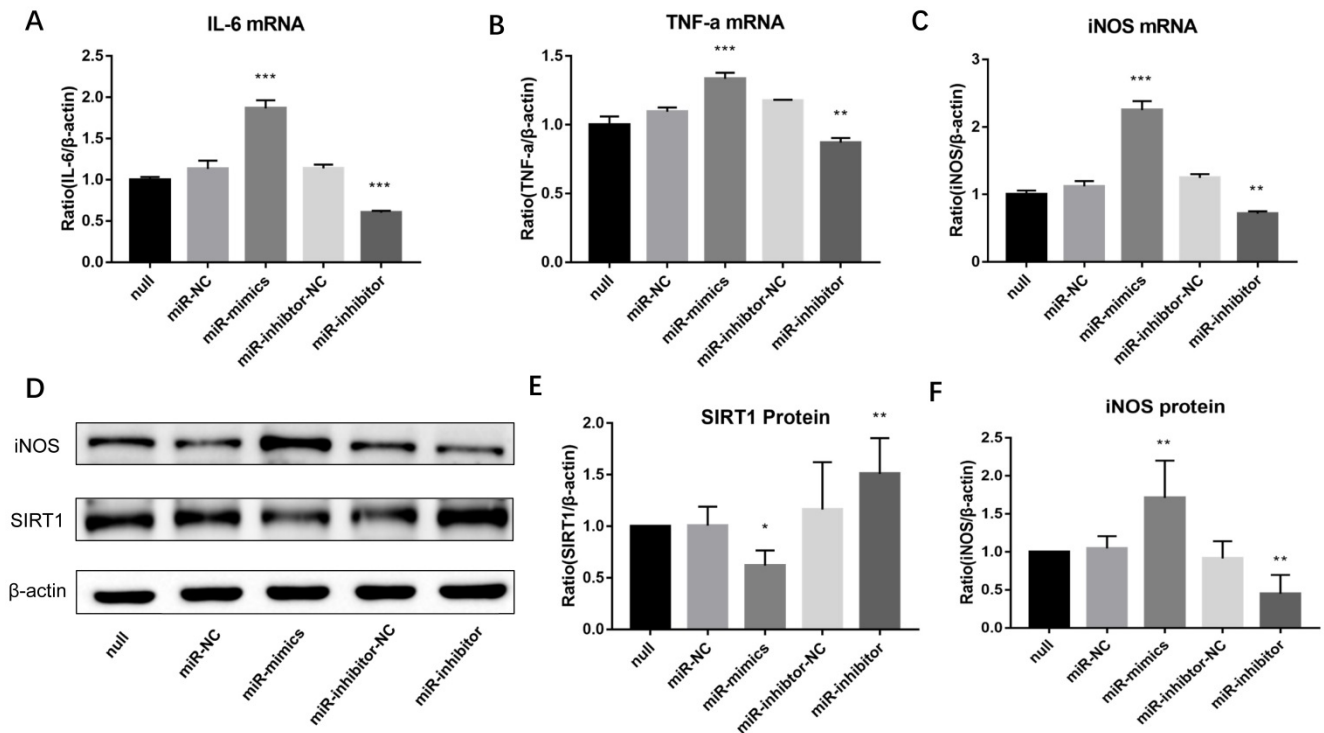 A
IL-6 mRNA
Ratio(IL-6/β-actin)
2.5
2.0
1.5
1.0
0.5
0.0
***
***
null
miR-NC
miR-mimics
miR-inhibtor-NC
miR-inhibitor
B
TNF-a mRNA
Ratio(TNF-a/β-actin)
1.5
1.0
0.5
0.0
***
**
null
miR-NC
miR-mimics
miR-inhibtor-NC
miR-inhibitor
C
iNOS mRNA
Ratio(iNOS/β-actin)
3
2
1
0
***
**
null
miR-NC
miR-mimics
miR-inhibtor-NC
miR-inhibitor
D
iNOS
SIRT1
β-actin
null
miR-NC
miR-mimics
miR-inhibitor-NC
miR-inhibitor
E
SIRT1 Protein
Ratio(SIRT1/β-actin)
2.0
1.5
1.0
0.5
0.0
*
**
null
miR-NC
miR-mimics
miR-inhibtor-NC
miR-inhibitor
F
iNOS protein
Ratio(iNOS/β-actin)
2.5
2.0
1.5
1.0
0.5
0.0
**
**
null
miR-NC
miR-mimics
miR-inhibtor-NC
miR-inhibitor